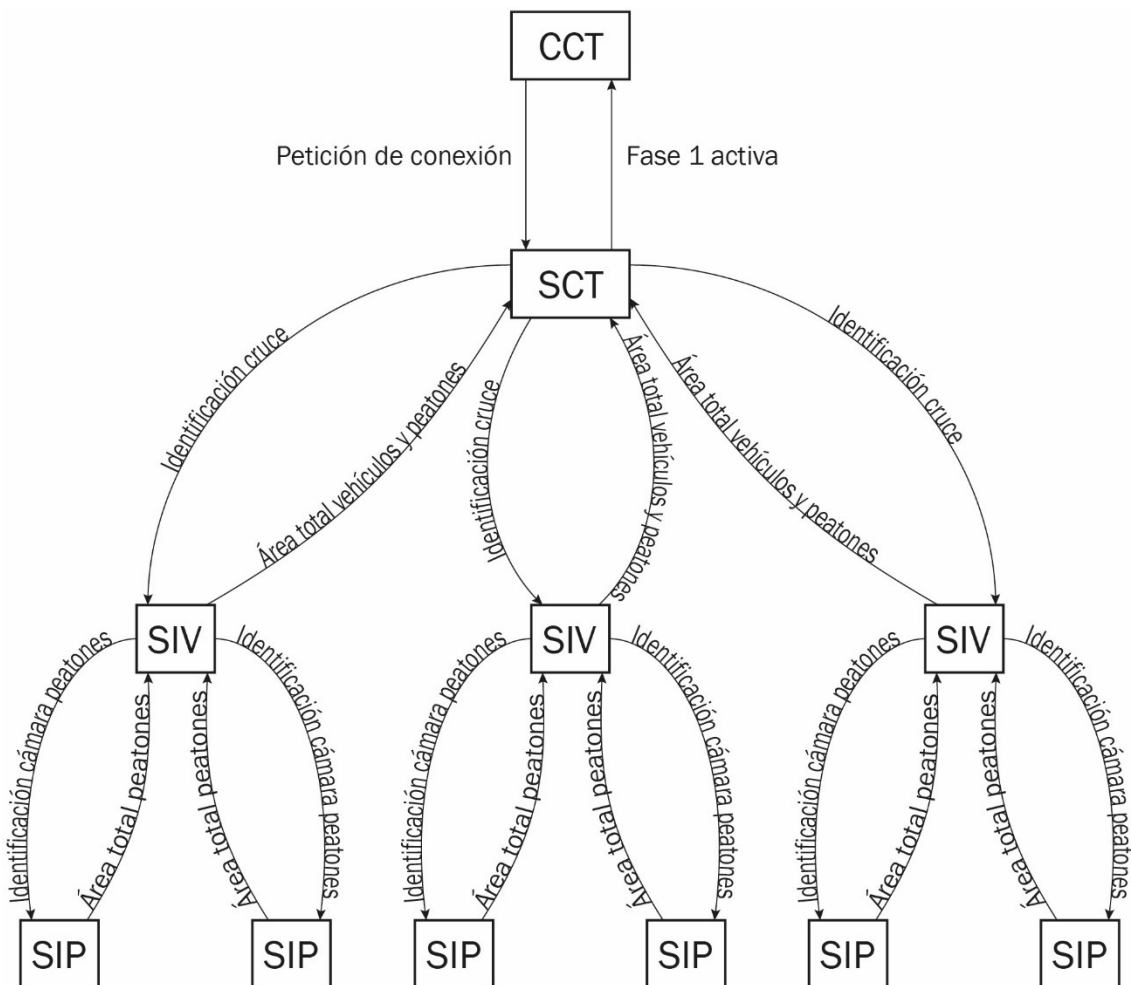 CCT
Petición de conexión
Fase 1 activa
SCT
Identificación cruce
Área total vehículos y peatones
Identificación cruce
Área total vehículos y peatones
Área total vehículos y peatones
Identificación cruce
SIV
SIV
SIV
Identificación cámara peatones
Área total peatones
Área total peatones
Identificación cámara peatones
Identificación cámara peatones
Área total peatones
Área total peatones
Identificación cámara peatones
Identificación cámara peatones
Área total peatones
Área total peatones
Identificación cámara peatones
SIP
SIP
SIP
SIP
SIP
SIP